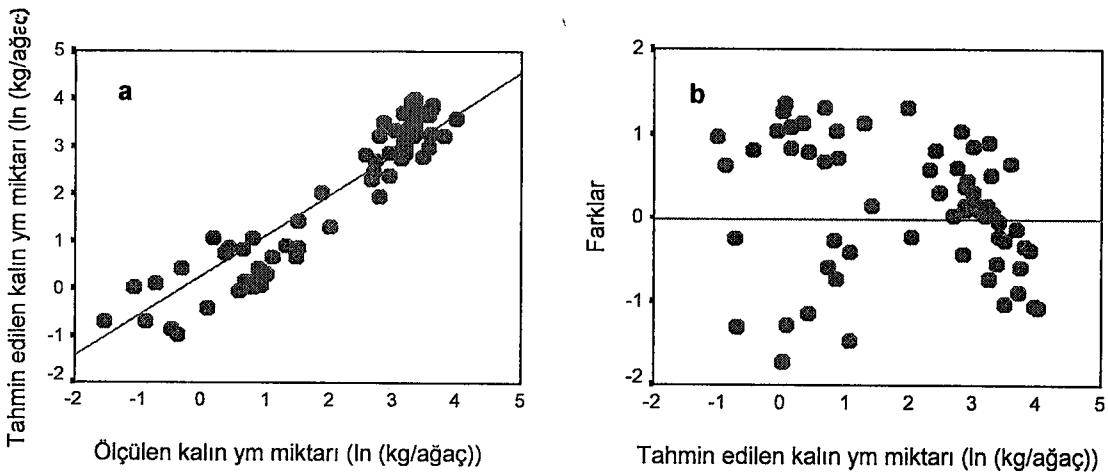 a
Tahmin edilen kalın ym miktarı (ln (kg/ağaç))
5
4
3
2
1
0
-1
-2
-2 -1 0 1 2 3 4 5
Ölçülen kalın ym miktarı (ln (kg/ağaç))
b
Farklar
2
1
0
-1
-2
-2 -1 0 1 2 3 4 5
Tahmin edilen kalın ym miktarı (ln (kg/ağaç))